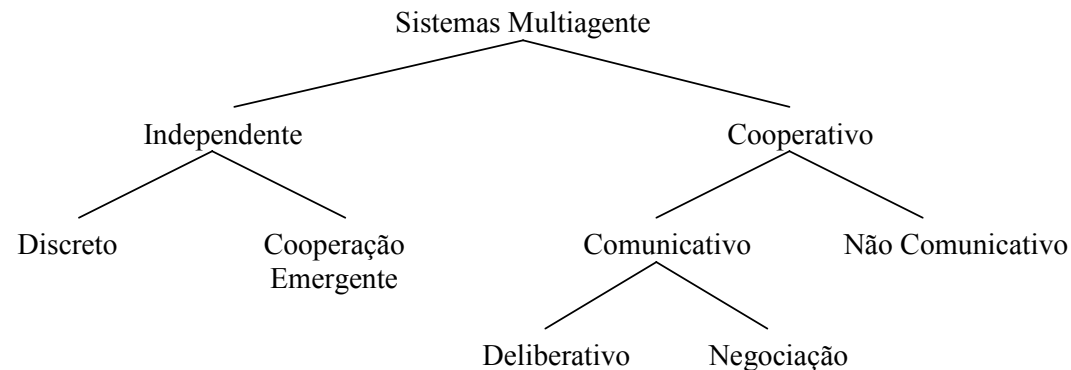 Sistemas Multiagente
Independente
Cooperativo
Discreto
Cooperação
Emergente
Comunicativo
Não Comunicativo
Deliberativo
Negociação